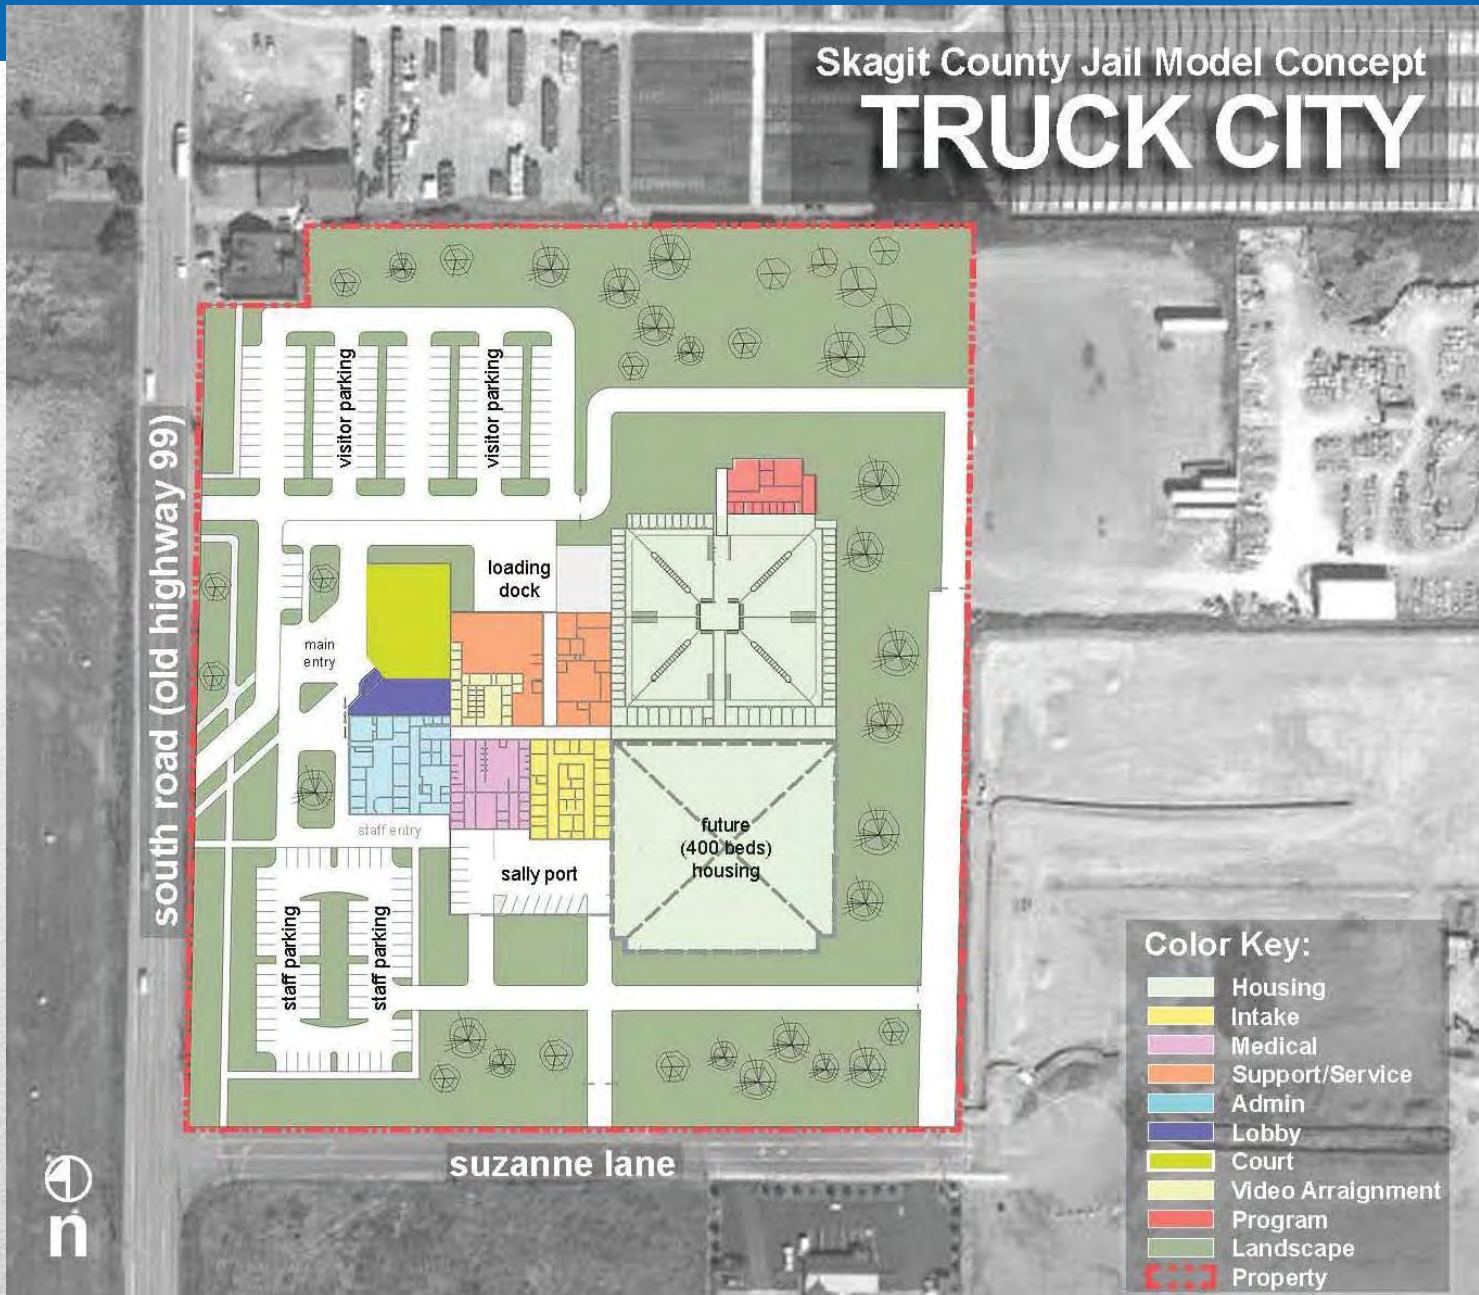 Skagit County Jail Model Concept
TRUCK CITY
visitor parking
visitor parking
south road (old highway 99)
loading
dock
main
entry
staff entry
future
(400 beds)
housing
sally port
staff parking
staff parking
suzanne lane
n
Color Key:
Housing
Intake
Medical
Support/Service
Admin
Lobby
Court
Video Arraignment
Program
Landscape
Property